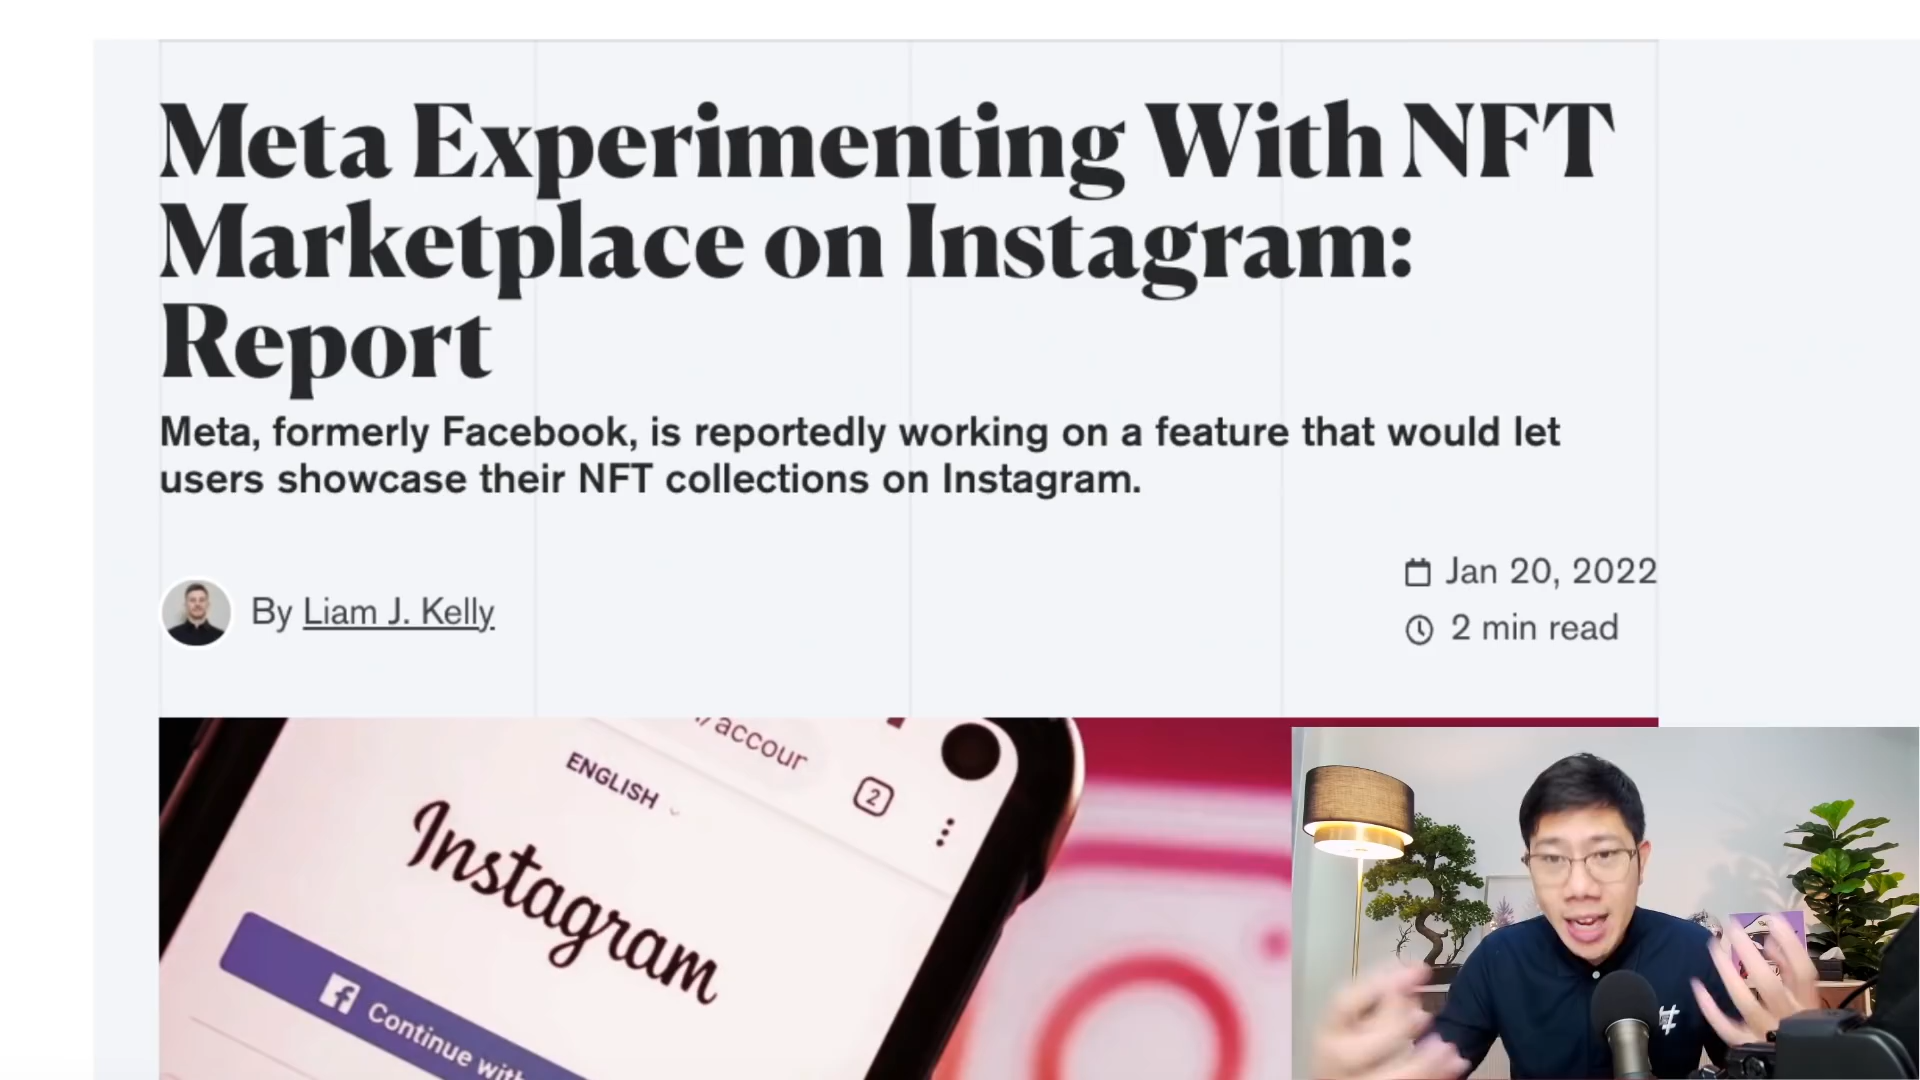 Meta Experimenting With NFT
Marketplace on Instagram:
Report
Meta, formerly Facebook, is reportedly working on a feature that would let
users showcase their NFT collections on Instagram.
By Liam J. Kelly
Jan 20, 2022
2 min read
/accour
ENGLISH
2
Instagram
f Continue with
#